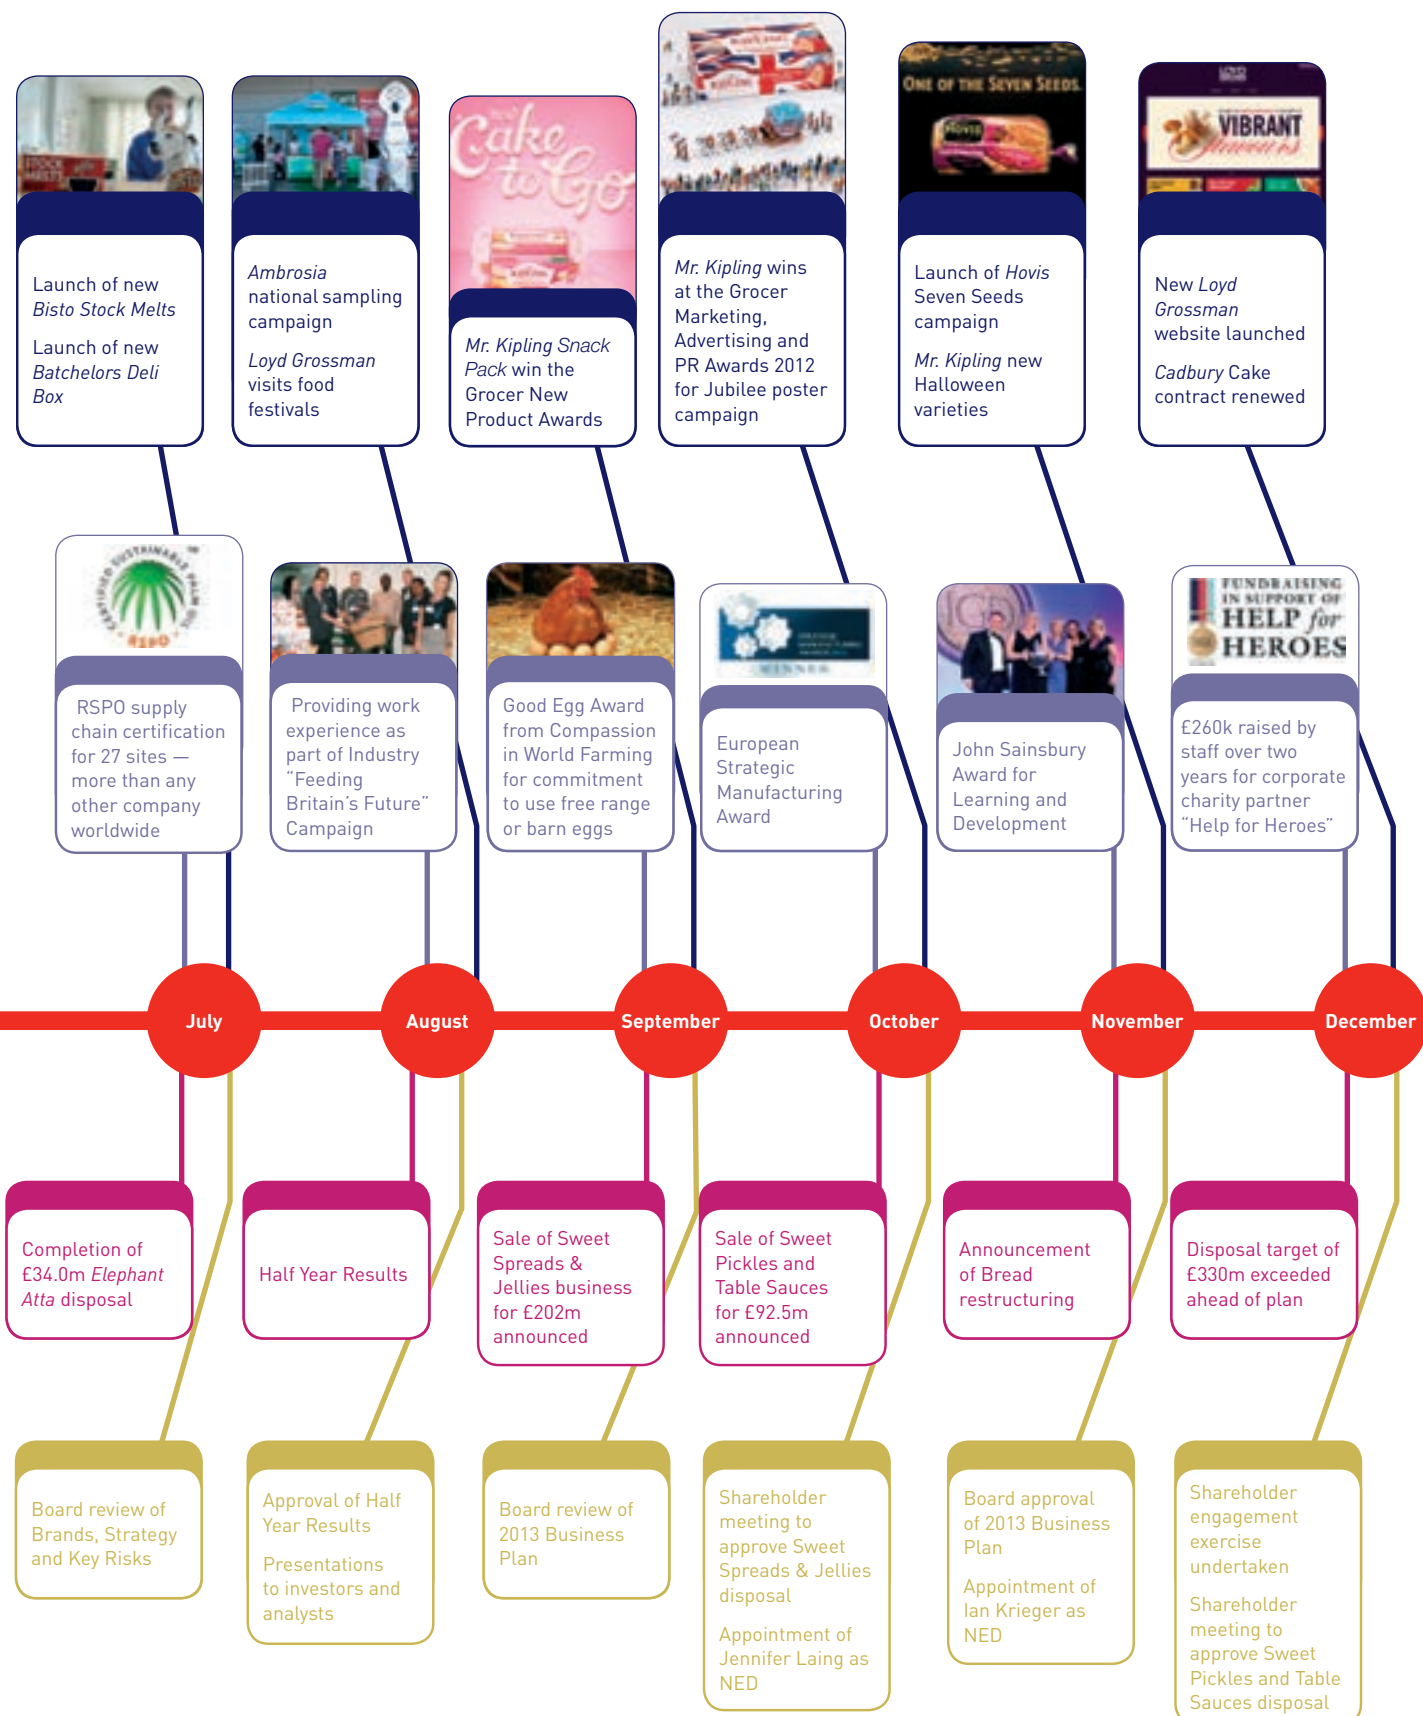 STOCK
MELTS
Cake
to Go
ONE OF THE SEVEN SEEDS.
HOVIS
LOYD
VIBRANT
flavours
Launch of new
Bisto Stock Melts
Launch of new
Batchelors Deli
Box
Ambrosia
national sampling
campaign
Loyd Grossman
visits food
festivals
Mr. Kipling Snack
Pack win the
Grocer New
Product Awards
Mr. Kipling wins
at the Grocer
Marketing,
Advertising and
PR Awards 2012
for Jubilee poster
campaign
Launch of Hovis
Seven Seeds
campaign
Mr. Kipling new
Halloween
varieties
New Loyd
Grossman
website launched
Cadbury Cake
contract renewed
CERTIFIED SUSTAINABLE PALM OIL
RSPO
WINNER
FUNDRAISING
IN SUPPORT OF
HELP for
HEROES
RSPO supply
chain certification
for 27 sites —
more than any
other company
worldwide
Providing work
experience as
part of Industry
“Feeding
Britain’s Future”
Campaign
Good Egg Award
from Compassion
in World Farming
for commitment
to use free range
or barn eggs
European
Strategic
Manufacturing
Award
John Sainsbury
Award for
Learning and
Development
£260k raised by
staff over two
years for corporate
charity partner
“Help for Heroes”
July
August
September
October
November
December
Completion of
£34.0m Elephant
Atta disposal
Half Year Results
Sale of Sweet
Spreads &
Jellies business
for £202m
announced
Sale of Sweet
Pickles and
Table Sauces
for £92.5m
announced
Announcement
of Bread
restructuring
Disposal target of
£330m exceeded
ahead of plan
Board review of
Brands, Strategy
and Key Risks
Approval of Half
Year Results
Presentations
to investors and
analysts
Board review of
2013 Business
Plan
Shareholder
meeting to
approve Sweet
Spreads & Jellies
disposal
Appointment of
Jennifer Laing as
NED
Board approval
of 2013 Business
Plan
Appointment of
Ian Krieger as
NED
Shareholder
engagement
exercise
undertaken
Shareholder
meeting to
approve Sweet
Pickles and Table
Sauces disposal